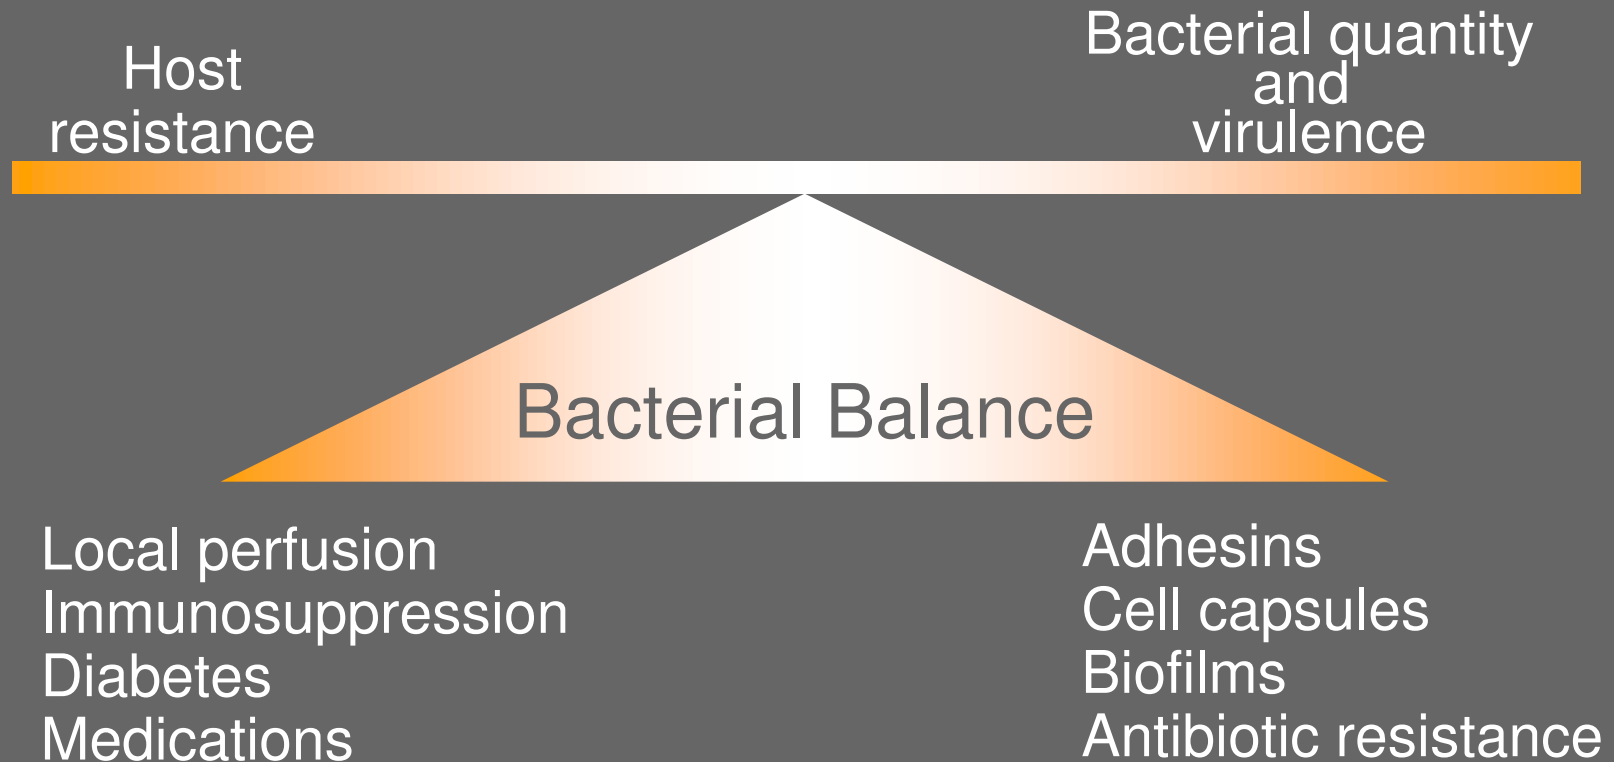 Host
resistance
Bacterial quantity
and
virulence
Bacterial Balance
Local perfusion
Immunosuppression
Diabetes
Medications
Adhesins
Cell capsules
Biofilms
Antibiotic resistance